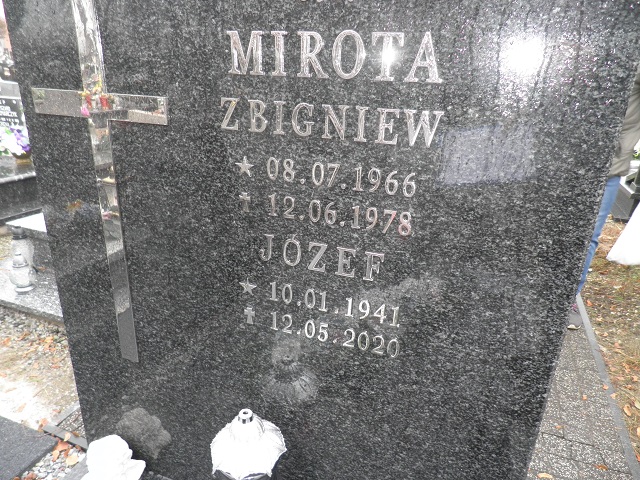 MIROTA
ZBIGNIEW
★ 08.07.1966
✝ 12.06.1978
JÓZEF
★ 10.01.1941
✝ 12.05.2020